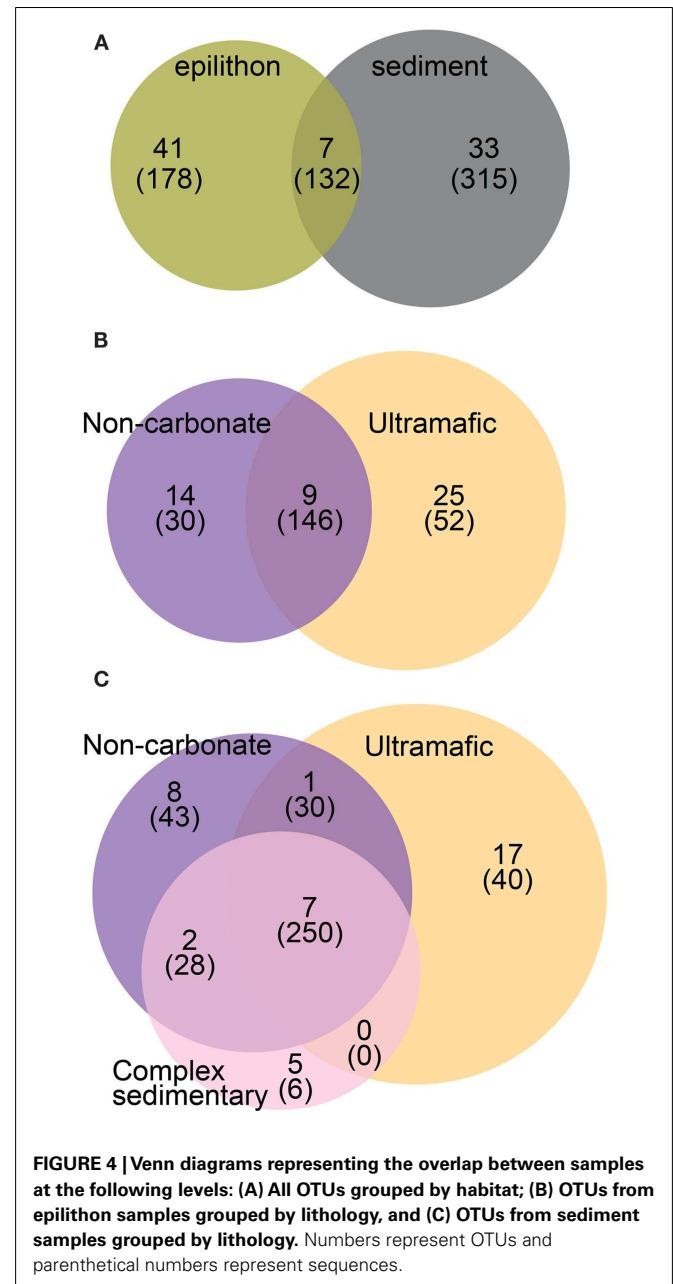 A
epilithon sediment
41 7 33
(178) (132) (315)
B
Non-carbonate Ultramafic
14 9 25
(30) (146) (52)
C
Non-carbonate Ultramafic
8 1
(43) (30)
17
(40)
7
(250)
2
(28)
0
(0)
Complex 5
sedimentary (6)
FIGURE 4 | Venn diagrams representing the overlap between samples
at the following levels: (A) All OTUs grouped by habitat; (B) OTUs from
epilithon samples grouped by lithology, and (C) OTUs from sediment
samples grouped by lithology. Numbers represent OTUs and
parenthetical numbers represent sequences.